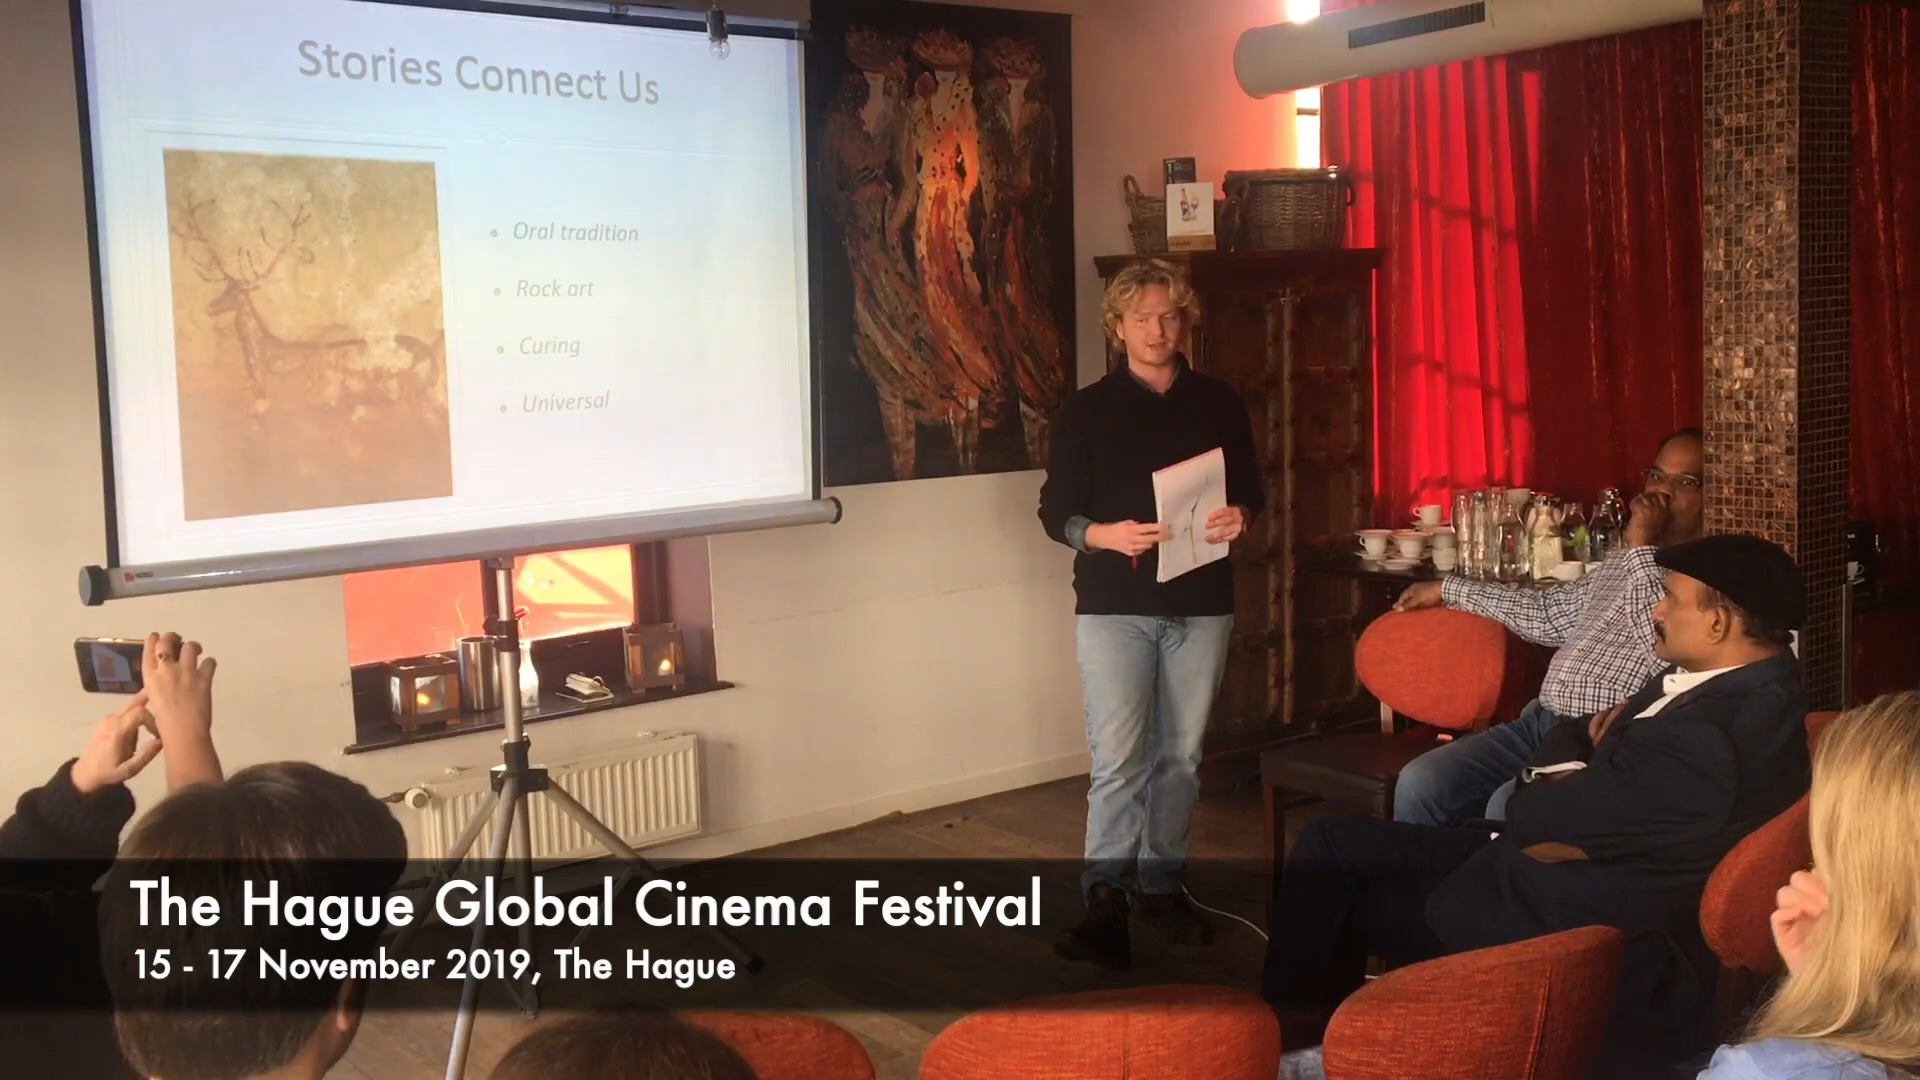 Stories Connect Us
Oral tradition
Rock art
Curing
Universal
The Hague Global Cinema Festival
15 - 17 November 2019, The Hague